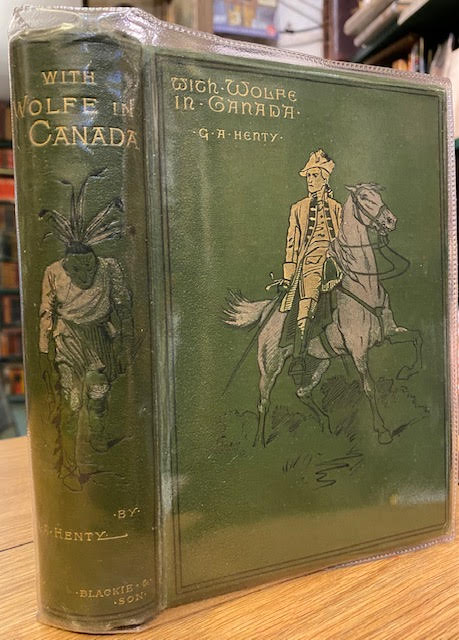 WITH
WOLFE IN
CANADA
·BY·
G·A·HENTY
BLACKIE &
SON·
WITH·WOLFE
IN·CANADA·
·G·A·HENTY·